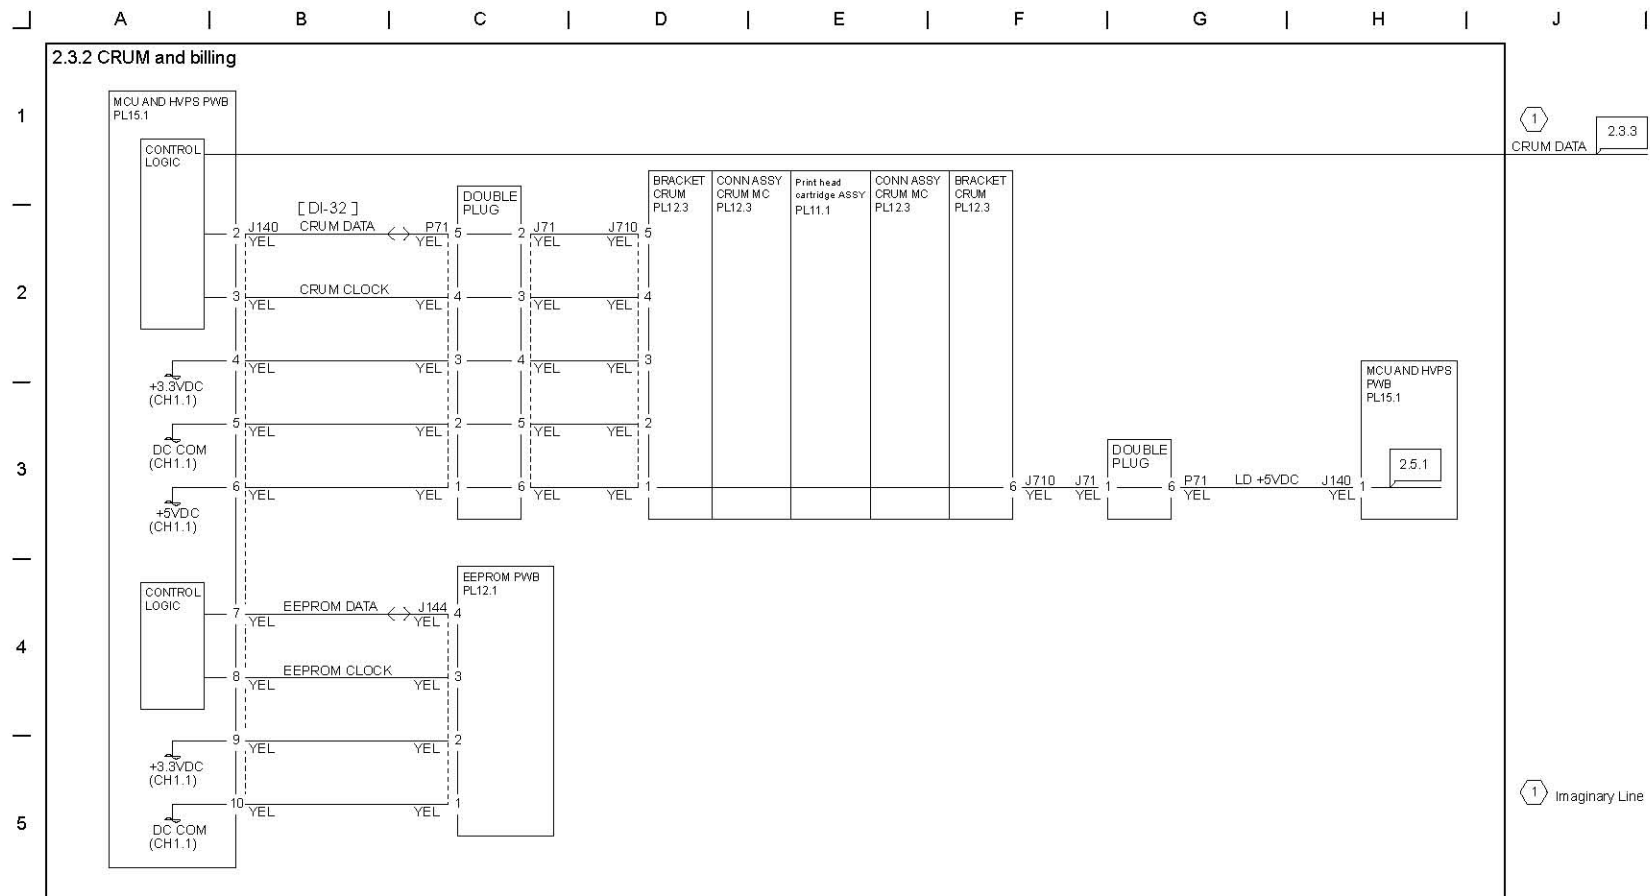 A B C D E F G H J
2.3.2 CRUM and billing
1
MCU AND HVPS PWB
PL15.1
CONTROL
LOGIC
1
2.3.3
CRUM DATA
BRACKET
CRUM
PL12.3
CONN ASSY
CRUM MC
PL12.3
Print head
cartridge ASSY
PL11.1
CONN ASSY
CRUM MC
PL12.3
BRACKET
CRUM
PL12.3
DOUBLE
PLUG
[ DI-32 ]
2 J140 CRUM DATA P71 5 2 J71 J710 5
YEL YEL YEL YEL
2
3 CRUM CLOCK 4 3 4
YEL YEL YEL YEL
4 3 4 3
YEL YEL YEL YEL
+3.3VDC
(CH1.1)
5 2 5 2
YEL YEL YEL YEL
DC COM
(CH1.1)
3
6 1 6 1
YEL YEL YEL YEL
+5VDC
(CH1.1)
MCU AND HVPS
PWB
PL15.1
DOUBLE
PLUG
2.5.1
6 J710 J71 1 6 P71 LD +5VDC J140 1
YEL YEL YEL YEL
CONTROL
LOGIC
EEPROM PWB
PL12.1
7 EEPROM DATA J144 4
YEL YEL
4
8 EEPROM CLOCK 3
YEL YEL
9 2
YEL YEL
+3.3VDC
(CH1.1)
10 1
YEL YEL
DC COM
(CH1.1)
5
1 Imaginary Line